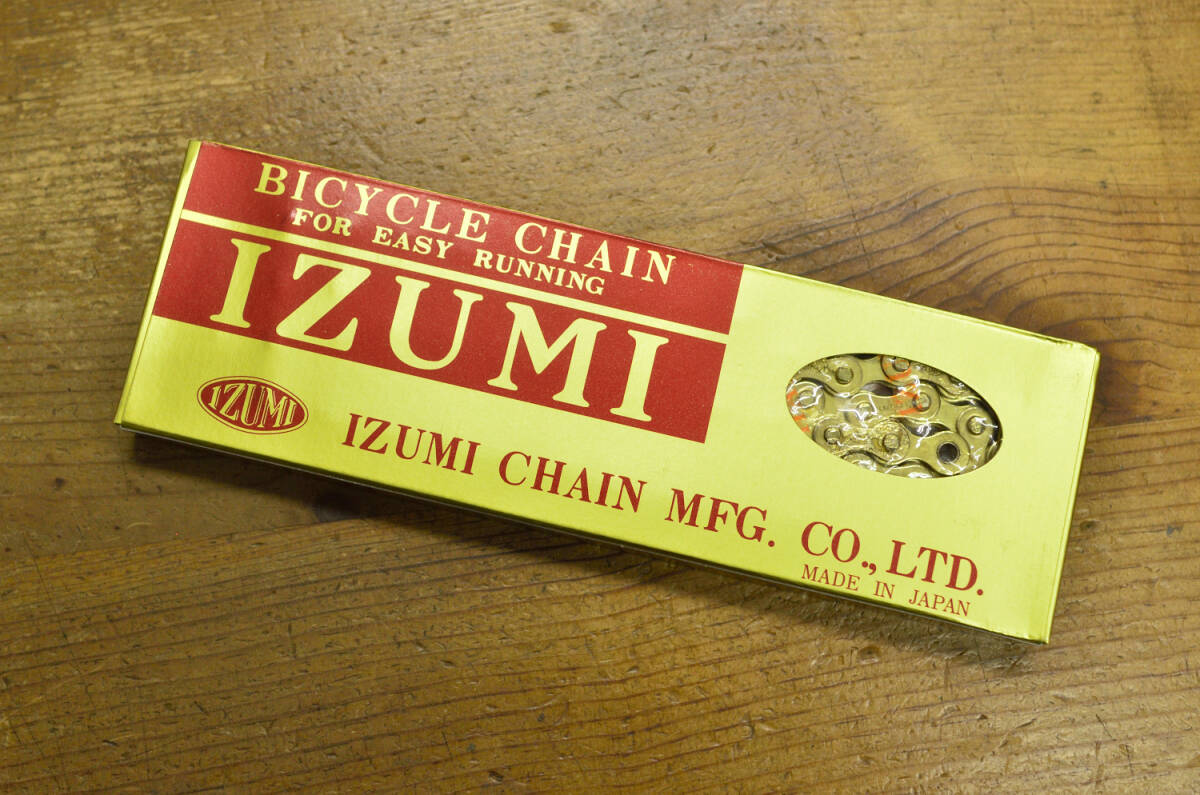 BICYCLE CHAIN
FOR EASY RUNNING
IZUMI
IZUMI
IZUMI CHAIN MFG. CO., LTD.
MADE IN JAPAN